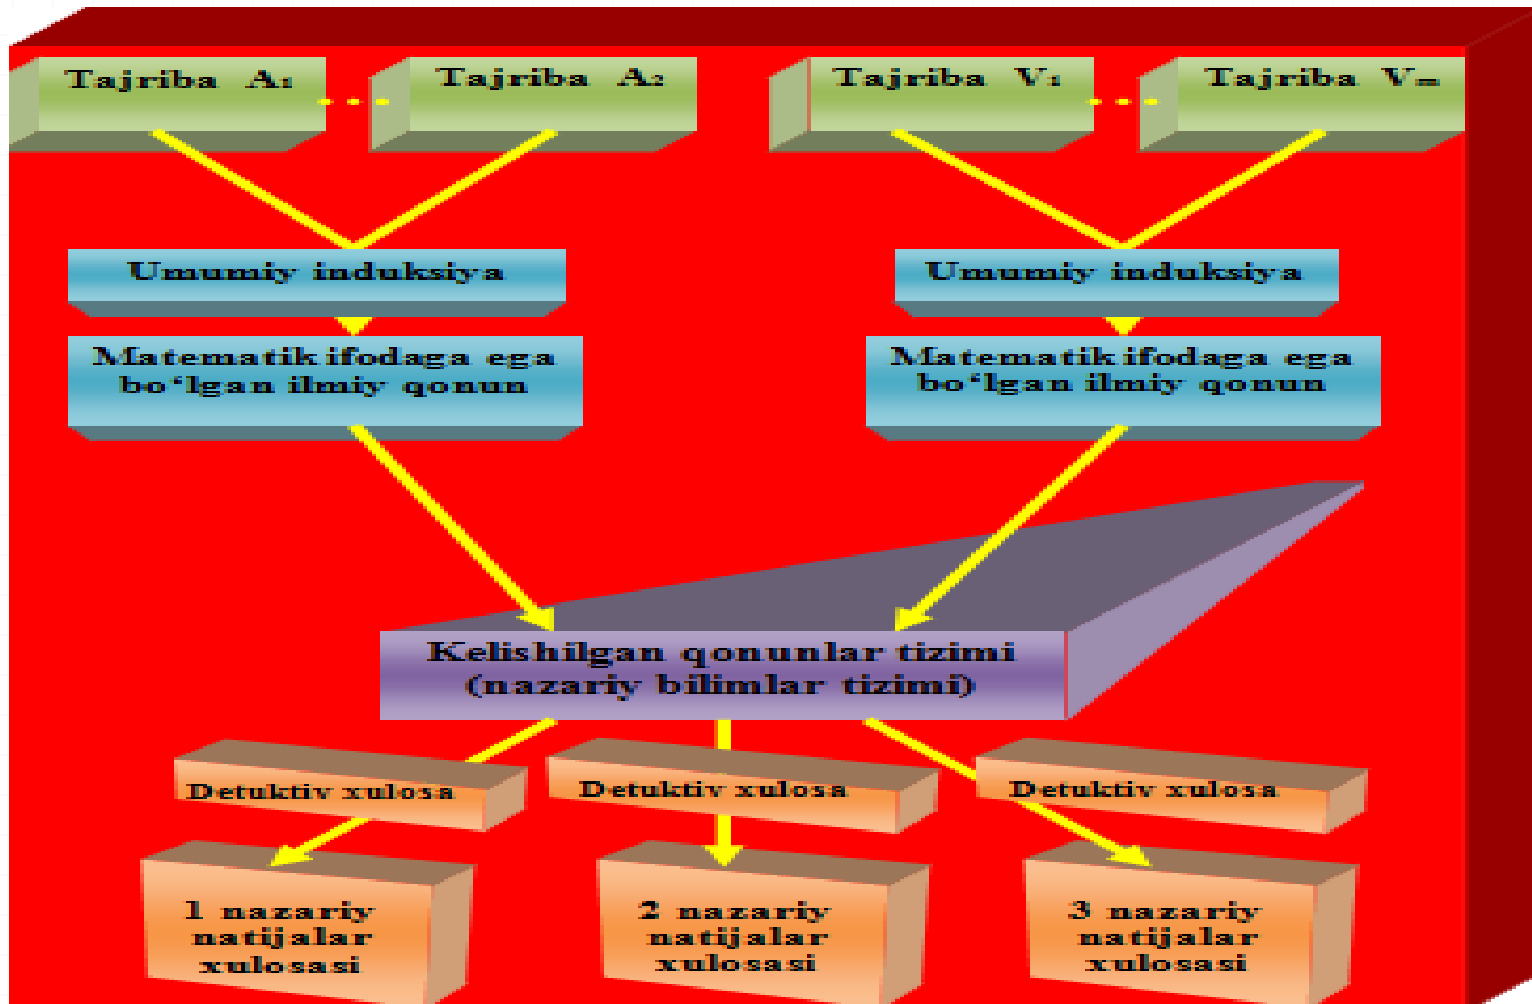 Tajriba A₁
Tajriba A₂
Tajriba V₁
Tajriba Vₘ
Umumiy induksiya
Umumiy induksiya
Matematik ifodaga ega
bo‘lgan ilmiy qonun
Matematik ifodaga ega
bo‘lgan ilmiy qonun
Kelishilgan qonunlar tizimi
(nazariy bilimlar tizimi)
Detuktiv xulosa
Detuktiv xulosa
Detuktiv xulosa
1 nazariy
natijalar
xulosasi
2 nazariy
natijalar
xulosasi
3 nazariy
natijalar
xulosasi